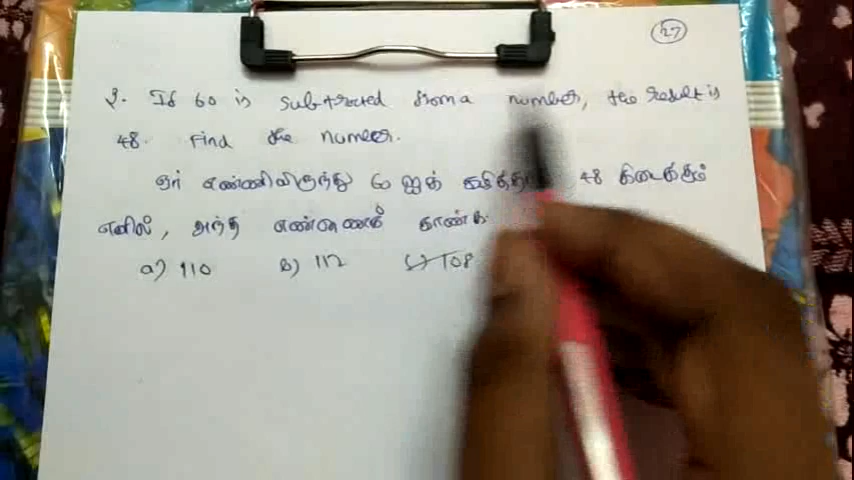 27
2. If 60 is subtracted from a number, the result is
48. Find the number.
ஓர் எண்ணிலிருந்து 60 ஐக் 48 கிடைக்கும்
எனில், அந்த எண்ணைக் காண்க.
a) 110 b) 112 c) 108